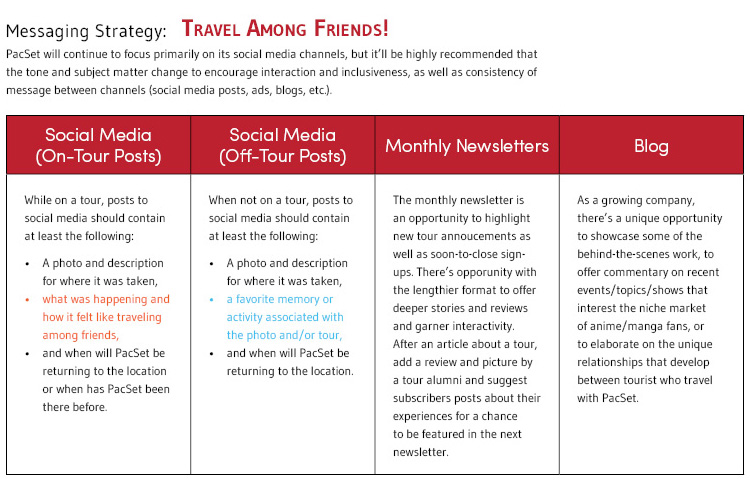 Messaging Strategy: TRAVEL AMONG FRIENDS!
PacSet will continue to focus primarily on its social media channels, but it'll be highly recommended that
the tone and subject matter change to encourage interaction and inclusiveness, as well as consistency of
message between channels (social media posts, ads, blogs, etc.).
Social Media
(On-Tour Posts)
Social Media
(Off-Tour Posts)
Monthly Newsletters
Blog
While on a tour, posts to
social media should contain
at least the following:
• A photo and description
for where it was taken,
• what was happening and
how it felt like traveling
among friends,
• and when will PacSet be
returning to the location
or when has PacSet been
there before.
When not on a tour, posts to
social media should contain
at least the following:
• A photo and description
for where it was taken,
• a favorite memory or
activity associated with
the photo and/or tour,
• and when will PacSet be
returning to the location.
The monthly newsletter is
an opportunity to highlight
new tour annoucements as
well as soon-to-close sign-
ups. There's opporunity with
the lengthier format to offer
deeper stories and reviews
and garner interactivity.
After an article about a tour,
add a review and picture by
a tour alumni and suggest
subscribers posts about their
experiences for a chance
to be featured in the next
newsletter.
As a growing company,
there's a unique opportunity
to showcase some of the
behind-the-scenes work, to
offer commentary on recent
events/topics/shows that
interest the niche market
of anime/manga fans, or
to elaborate on the unique
relationships that develop
between tourist who travel
with PacSet.